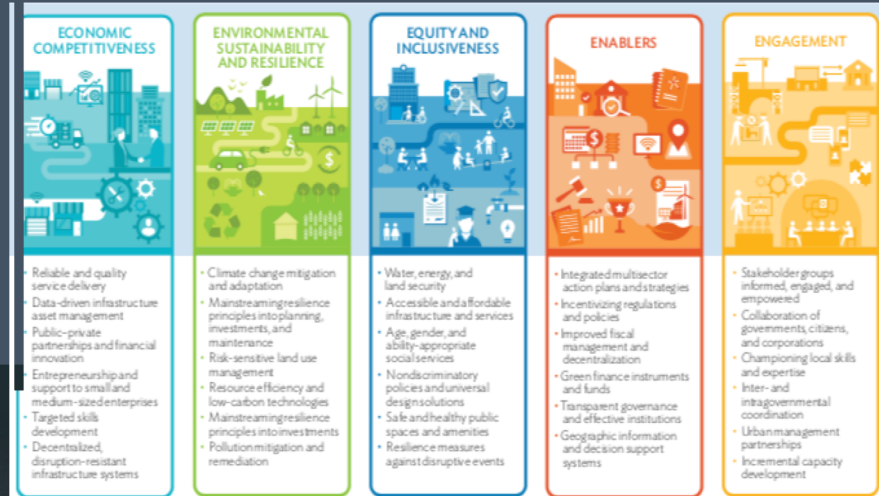 ECONOMIC
COMPETITIVENESS
Reliable and quality
service delivery
Data-driven infrastructure
asset management
Public–private
partnerships and financial
innovation
Entrepreneurship and
support to small and
medium-sized enterprises
Targeted skills
development
Decentralized,
disruption-resistant
infrastructure systems
ENVIRONMENTAL
SUSTAINABILITY
AND RESILIENCE
Climate change mitigation
and adaptation
Mainstreaming resilience
principles into planning,
investments, and
maintenance
Risk-sensitive land use
management
Resource efficiency and
low-carbon technologies
Mainstreaming resilience
principles into investments
Pollution mitigation and
remediation
EQUITY AND
INCLUSIVENESS
Water, energy, and
land security
Accessible and affordable
infrastructure and services
Age, gender, and
ability-appropriate
social services
Nondiscriminatory
policies and universal
design solutions
Safe and healthy public
spaces and amenities
Resilience measures
against disruptive events
ENABLERS
Integrated multisector
action plans and strategies
Incentivizing regulations
and policies
Improved fiscal
management and
decentralization
Green finance instruments
and funds
Transparent governance
and effective institutions
Geographic information
and decision support
systems
ENGAGEMENT
Stakeholder groups
informed, engaged, and
empowered
Collaboration of
governments, citizens,
and corporations
Championing local skills
and expertise
Inter- and
intragovernmental
coordination
Urban management
partnerships
Incremental capacity
development